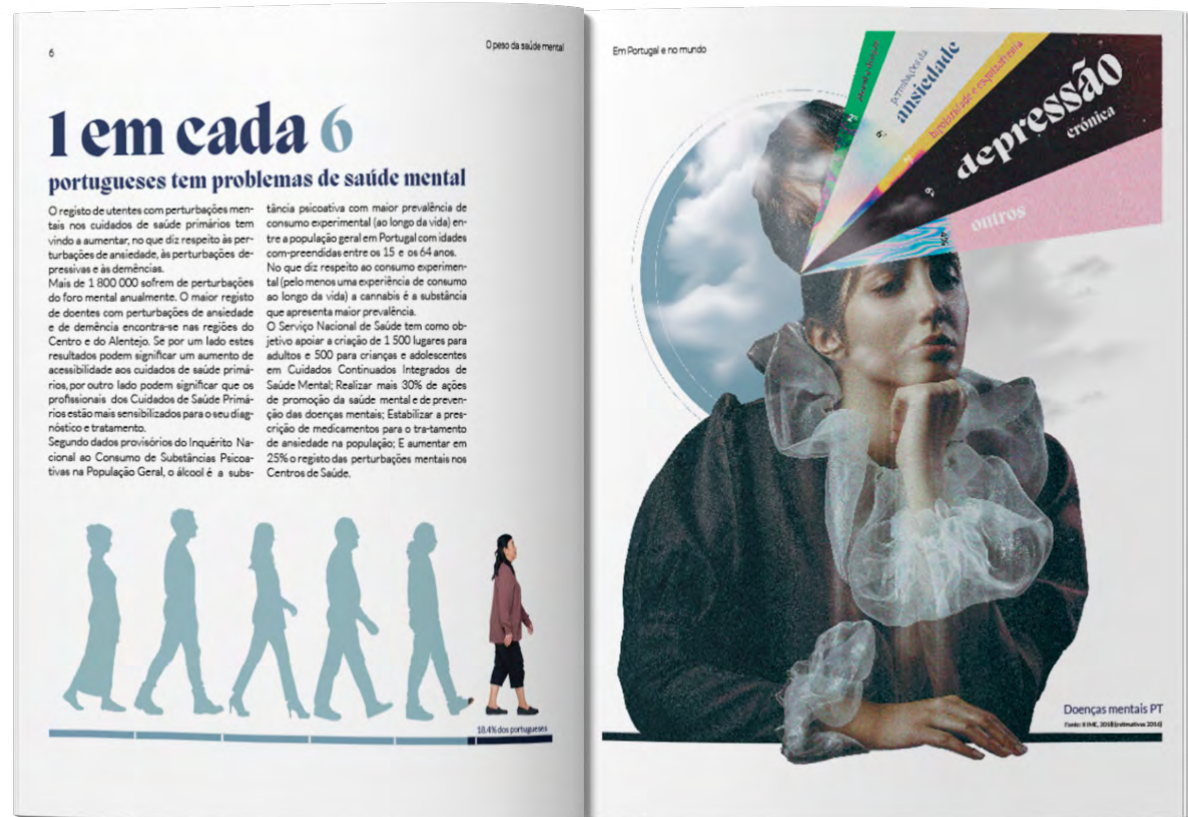 6
O peso da saúde mental
1 em cada 6
portugueses tem problemas de saúde mental
O registo de utentes com perturbações men-
tais nos cuidados de saúde primários tem
vindo a aumentar, no que diz respeito às per-
turbações de ansiedade, às perturbações de-
pressivas e às demências.
Mais de 1 800 000 sofrem de perturbações
do foro mental anualmente. O maior registo
de doentes com perturbações de ansiedade
e de demência encontra-se nas regiões do
Centro e do Alentejo. Se por um lado estes
resultados podem significar um aumento de
acessibilidade aos cuidados de saúde primá-
rios, por outro lado podem significar que os
profissionais dos Cuidados de Saúde Primá-
rios estão mais sensibilizados para o seu diag-
nóstico e tratamento.
Segundo dados provisórios do Inquérito Na-
cional ao Consumo de Substâncias Psicoa-
tivas na População Geral, o álcool é a subs-
tância psicoativa com maior prevalência de
consumo experimental (ao longo da vida) en-
tre a população geral em Portugal com idades
com-preendidas entre os 15 e os 64 anos.
No que diz respeito ao consumo experimen-
tal (pelo menos uma experiência de consumo
ao longo da vida) a cannabis é a substância
que apresenta maior prevalência.
O Serviço Nacional de Saúde tem como ob-
jetivo apoiar a criação de 1 500 lugares para
adultos e 500 para crianças e adolescentes
em Cuidados Continuados Integrados de
Saúde Mental; Realizar mais 30% de ações
de promoção da saúde mental e de preven-
ção das doenças mentais; Estabilizar a pres-
crição de medicamentos para o tra-tamento
de ansiedade na população; E aumentar em
25% o registo das perturbações mentais nos
Centros de Saúde.
18.4% dos portugueses
Em Portugal e no mundo
perturbações da
ansiedade
bipolaridade e esquizofrenia
depressão
crónica
outros
Doenças mentais PT